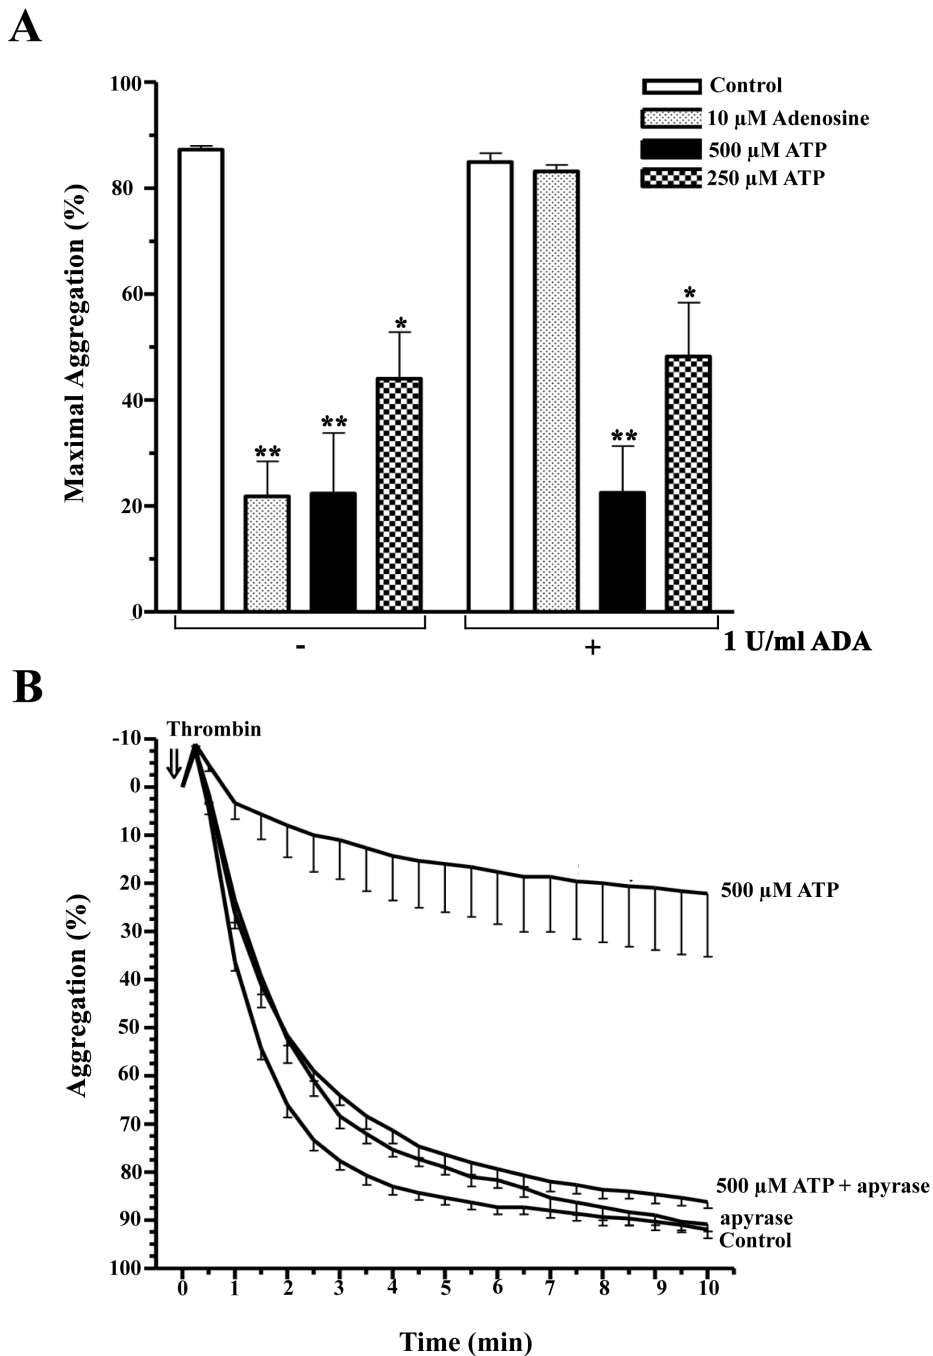 A
Control
10 µM Adenosine
500 µM ATP
250 µM ATP
Maximal Aggregation (%)
100
80
60
40
20
0
**
**
*
**
*
-
+
1 U/ml ADA
B
Thrombin
Aggregation (%)
-10
0
10
20
30
40
50
60
70
80
90
100
500 µM ATP
500 µM ATP + apyrase
apyrase
Control
0 1 2 3 4 5 6 7 8 9 10
Time (min)